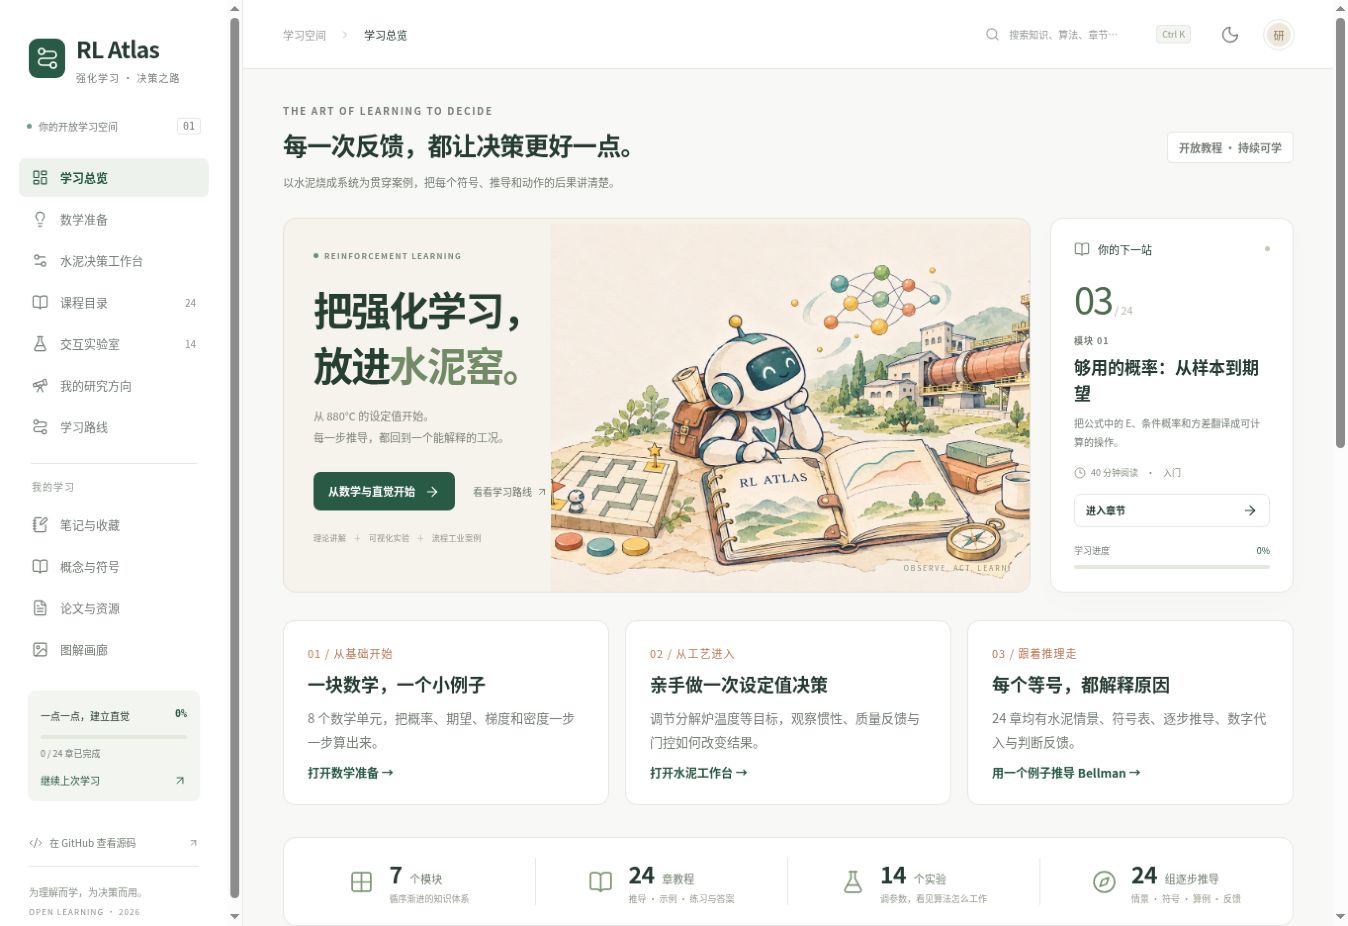 RL Atlas
强化学习 · 决策之路
你的开放学习空间 01
学习总览
数学准备
水泥决策工作台
课程目录 24
交互实验室 14
我的研究方向
学习路线
我的学习
笔记与收藏
概念与符号
论文与资源
图解画廊
一点一点，建立直觉 0%
0 / 24 章已完成
继续上次学习
在 GitHub 查看源码
为理解而学，为决策而用。
OPEN LEARNING · 2026
学习空间 > 学习总览
搜索知识、算法、章节… Ctrl K
研
THE ART OF LEARNING TO DECIDE
每一次反馈，都让决策更好一点。
以水泥烧成系统为贯穿案例，把每个符号、推导和动作的后果讲清楚。
开放教程 · 持续可学
REINFORCEMENT LEARNING
把强化学习，
放进水泥窑。
从 880°C 的设定值开始。
每一步推导，都回到一个能解释的工况。
从数学与直觉开始 →
看看学习路线 ↗
理论讲解 + 可视化实验 + 流程工业案例
RL ATLAS
OBSERVE. ACT. LEARN.
你的下一站
03 / 24
模块 01
够用的概率：从样本到期
望
把公式中的 E、条件概率和方差翻译成可计
算的操作。
40 分钟阅读 · 入门
进入章节 →
学习进度 0%
01 / 从基础开始
一块数学，一个小例子
8 个数学单元，把概率、期望、梯度和密度一步
一步算出来。
打开数学准备 →
02 / 从工艺进入
亲手做一次设定值决策
调节分解炉温度等目标，观察惯性、质量反馈与
门控如何改变结果。
打开水泥工作台 →
03 / 跟着推理走
每个等号，都解释原因
24 章均有水泥情景、符号表、逐步推导、数字代
入与判断反馈。
用一个例子推导 Bellman →
7 个模块
循序渐进的知识体系
24 章教程
推导 · 示例 · 练习与答案
14 个实验
调参数，看见算法怎么工作
24 组逐步推导
情景 · 符号 · 算例 · 反馈